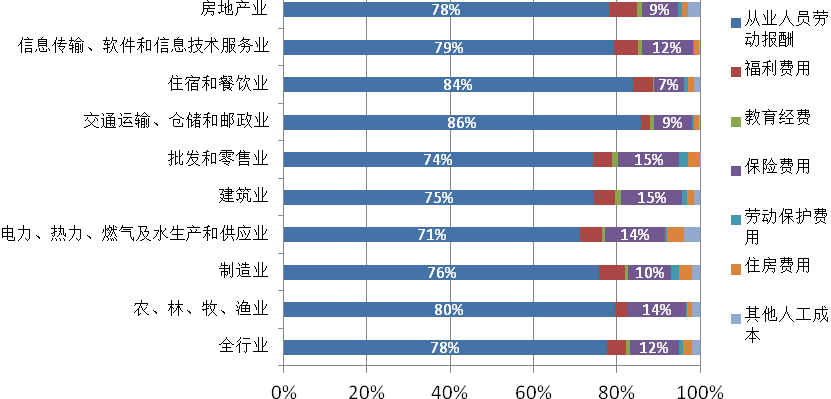 房地产业 78% 9%
信息传输、软件和信息技术服务业 79% 12%
住宿和餐饮业 84% 7%
交通运输、仓储和邮政业 86% 9%
批发和零售业 74% 15%
建筑业 75% 15%
电力、热力、燃气及水生产和供应业 71% 14%
制造业 76% 10%
农、林、牧、渔业 80% 14%
全行业 78% 12%
0% 20% 40% 60% 80% 100%
从业人员劳
动报酬
福利费用
教育经费
保险费用
劳动保护费
用
住房费用
其他人工成
本